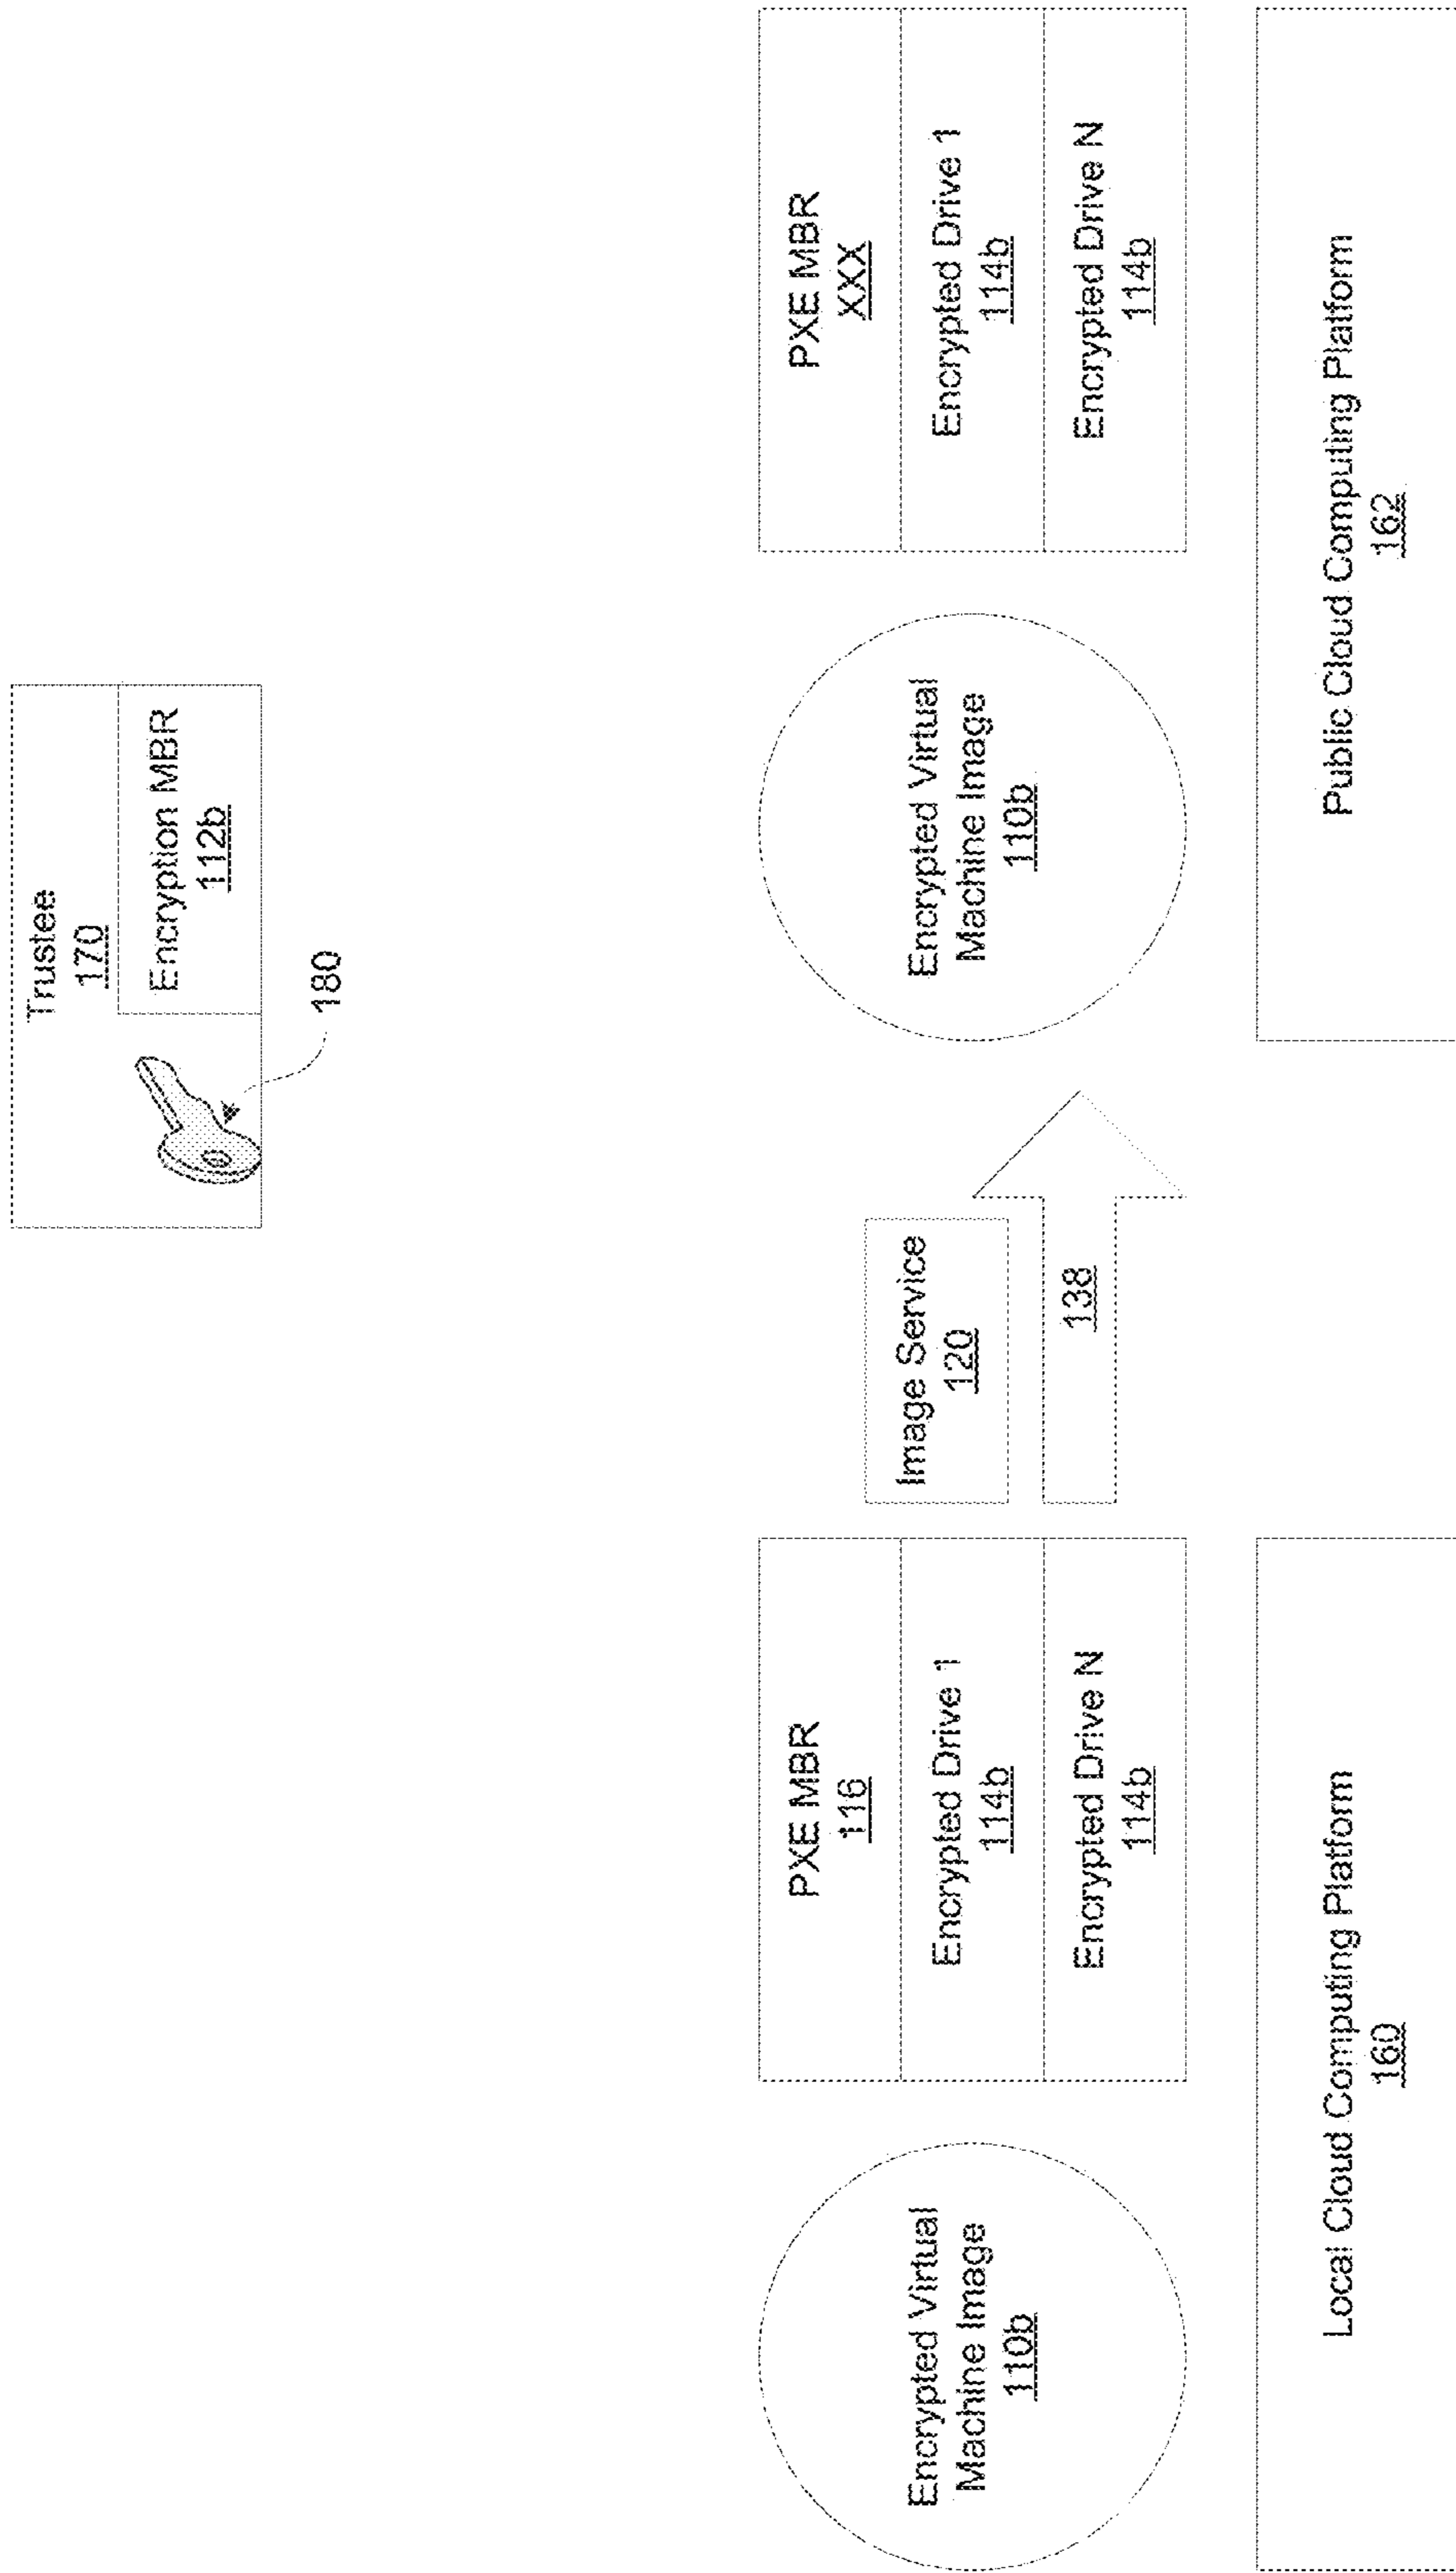 Trustee
170
Encryption MBR
112b
180
Encrypted Virtual
Machine Image
110b
PXE MBR
116
Encrypted Drive 1
114b
Encrypted Drive N
114b
Local Cloud Computing Platform
160
Image Service
120
138
Encrypted Virtual
Machine Image
110b
PXE MBR
XXX
Encrypted Drive 1
114b
Encrypted Drive N
114b
Public Cloud Computing Platform
162